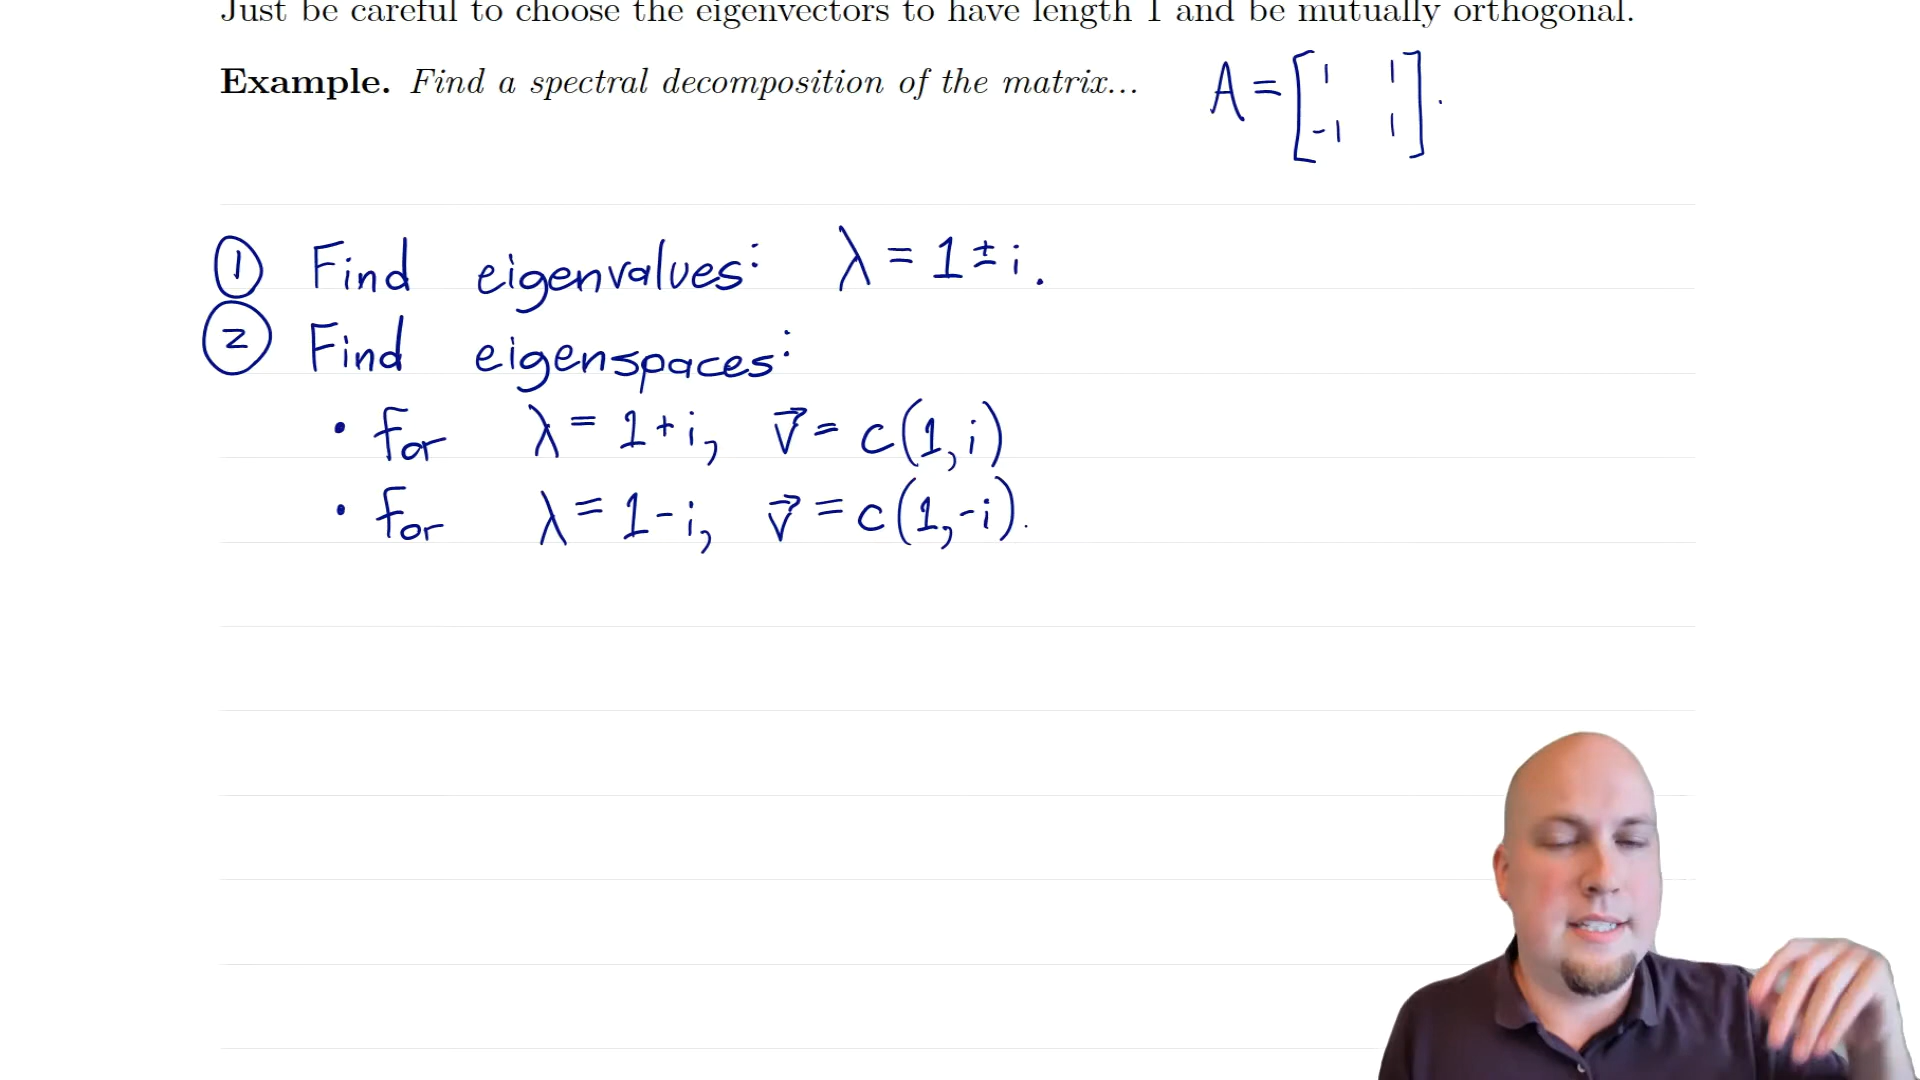 Just be careful to choose the eigenvectors to have length 1 and be mutually orthogonal.
Example. Find a spectral decomposition of the matrix... A = [1 1
-1 1].
① Find eigenvalues: λ = 1 ± i.
② Find eigenspaces:
• for λ = 1 + i, v⃗ = c(1, i)
• for λ = 1 - i, v⃗ = c(1, -i).